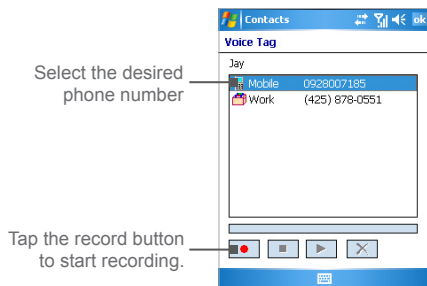 Contacts
ok
Voice Tag
Jay
Select the desired
phone number
Mobile 0928007185
Work (425) 878-0551
Tap the record button
to start recording.